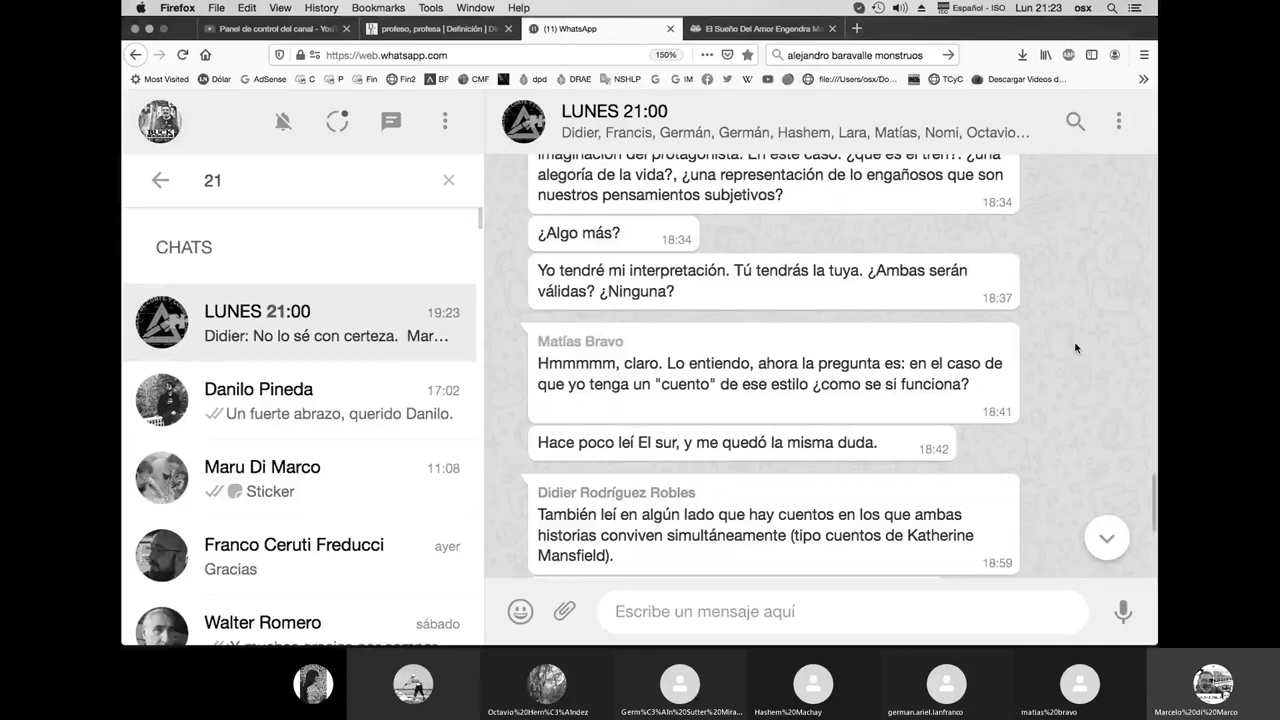 Firefox File Edit View History Bookmarks Tools Window Help Español - ISO Lun 21:23 osx
Panel de control del canal - You profeso, profesa | Definición | Di (11) WhatsApp El Sueño Del Amor Engendra M
https://web.whatsapp.com 150% alejandro baravalle monstruos
Most Visited Dólar AdSense C P Fin Fin2 BF CMF dpd DRAE NSHLP G IM file:///Users/osx/Do... TCyC Descargar Videos d...
LUNES 21:00
Didier, Francis, Germán, Germán, Hashem, Lara, Matías, Nomi, Octavio...
21
CHATS
LUNES 21:00 19:23
Didier: No lo sé con certeza. Mar...
Danilo Pineda 17:02
Un fuerte abrazo, querido Danilo.
Maru Di Marco 11:08
Sticker
Franco Ceruti Freducci ayer
Gracias
Walter Romero sábado
imaginación del protagonista. En este caso: ¿qué es el tren?: ¿una
alegoría de la vida?, ¿una representación de lo engañosos que son
nuestros pensamientos subjetivos?
18:34
¿Algo más?
18:34
Yo tendré mi interpretación. Tú tendrás la tuya. ¿Ambas serán
válidas? ¿Ninguna?
18:37
Matías Bravo
Hmmmmm, claro. Lo entiendo, ahora la pregunta es: en el caso de
que yo tenga un "cuento" de ese estilo ¿como se si funciona?
18:41
Hace poco leí El sur, y me quedó la misma duda.
18:42
Didier Rodríguez Robles
También leí en algún lado que hay cuentos en los que ambas
historias conviven simultáneamente (tipo cuentos de Katherine
Mansfield).
18:59
Escribe un mensaje aquí
Octavio%20Hern%C3%A1ndez Germ%C3%A1n%20Sutter%20Mira... Hashem%20Machay german.ariel.lanfranco matias%20bravo Marcelo%20di%20Marco